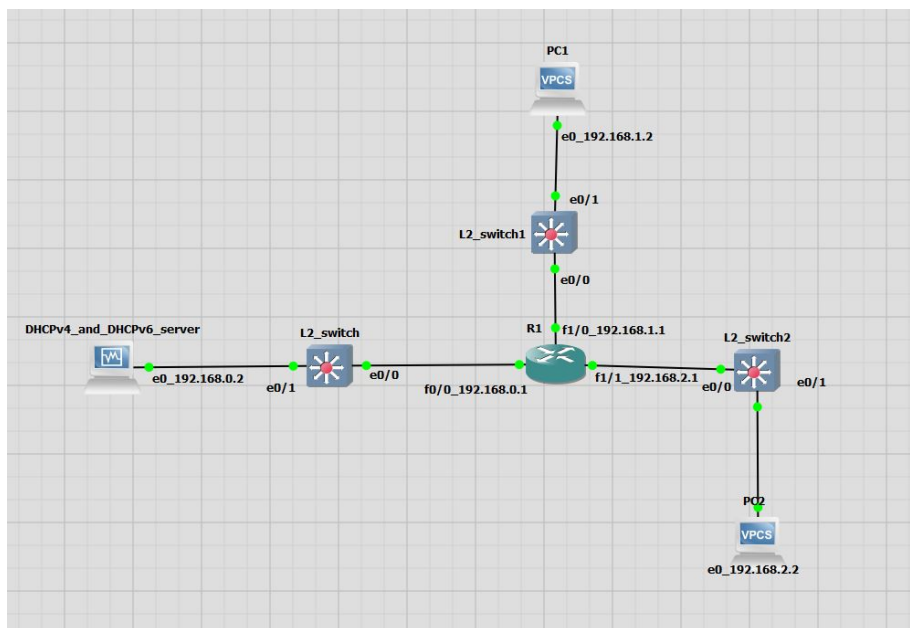 PC1
VPCS
e0_192.168.1.2
e0/1
L2_switch1
e0/0
DHCPv4_and_DHCPv6_server
L2_switch
R1
f1/0_192.168.1.1
L2_switch2
e0_192.168.0.2
e0/1
e0/0
f0/0_192.168.0.1
f1/1_192.168.2.1
e0/0
e0/1
PC2
VPCS
e0_192.168.2.2